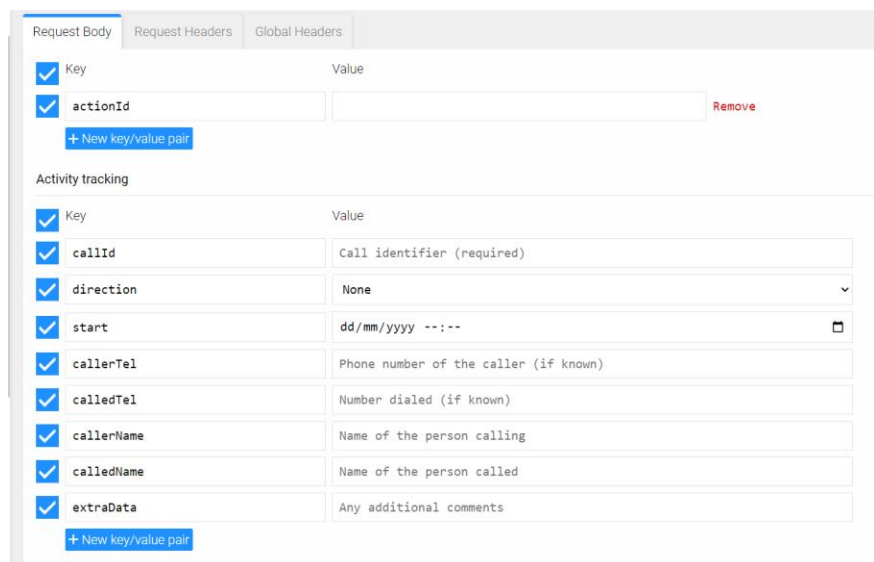 Request Body Request Headers Global Headers
Key Value
actionId Remove
+ New key/value pair
Activity tracking
Key Value
callId Call identifier (required)
direction None
start dd/mm/yyyy --:--
callerTel Phone number of the caller (if known)
calledTel Number dialed (if known)
callerName Name of the person calling
calledName Name of the person called
extraData Any additional comments
+ New key/value pair